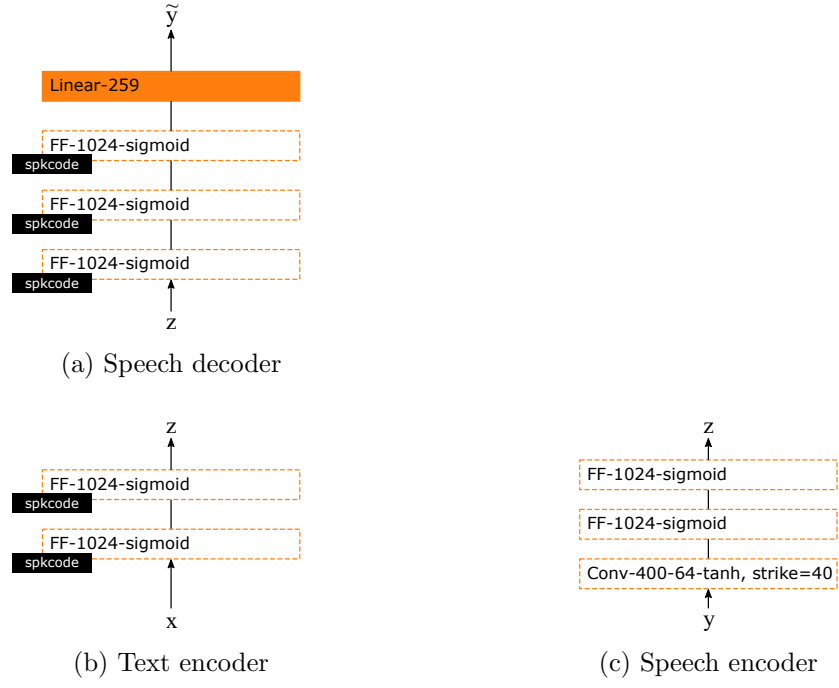 ỹ
Linear-259
FF-1024-sigmoid
spkcode
FF-1024-sigmoid
spkcode
FF-1024-sigmoid
spkcode
z
(a) Speech decoder
z
FF-1024-sigmoid
spkcode
FF-1024-sigmoid
spkcode
x
(b) Text encoder
z
FF-1024-sigmoid
FF-1024-sigmoid
Conv-400-64-tanh, strike=40
y
(c) Speech encoder